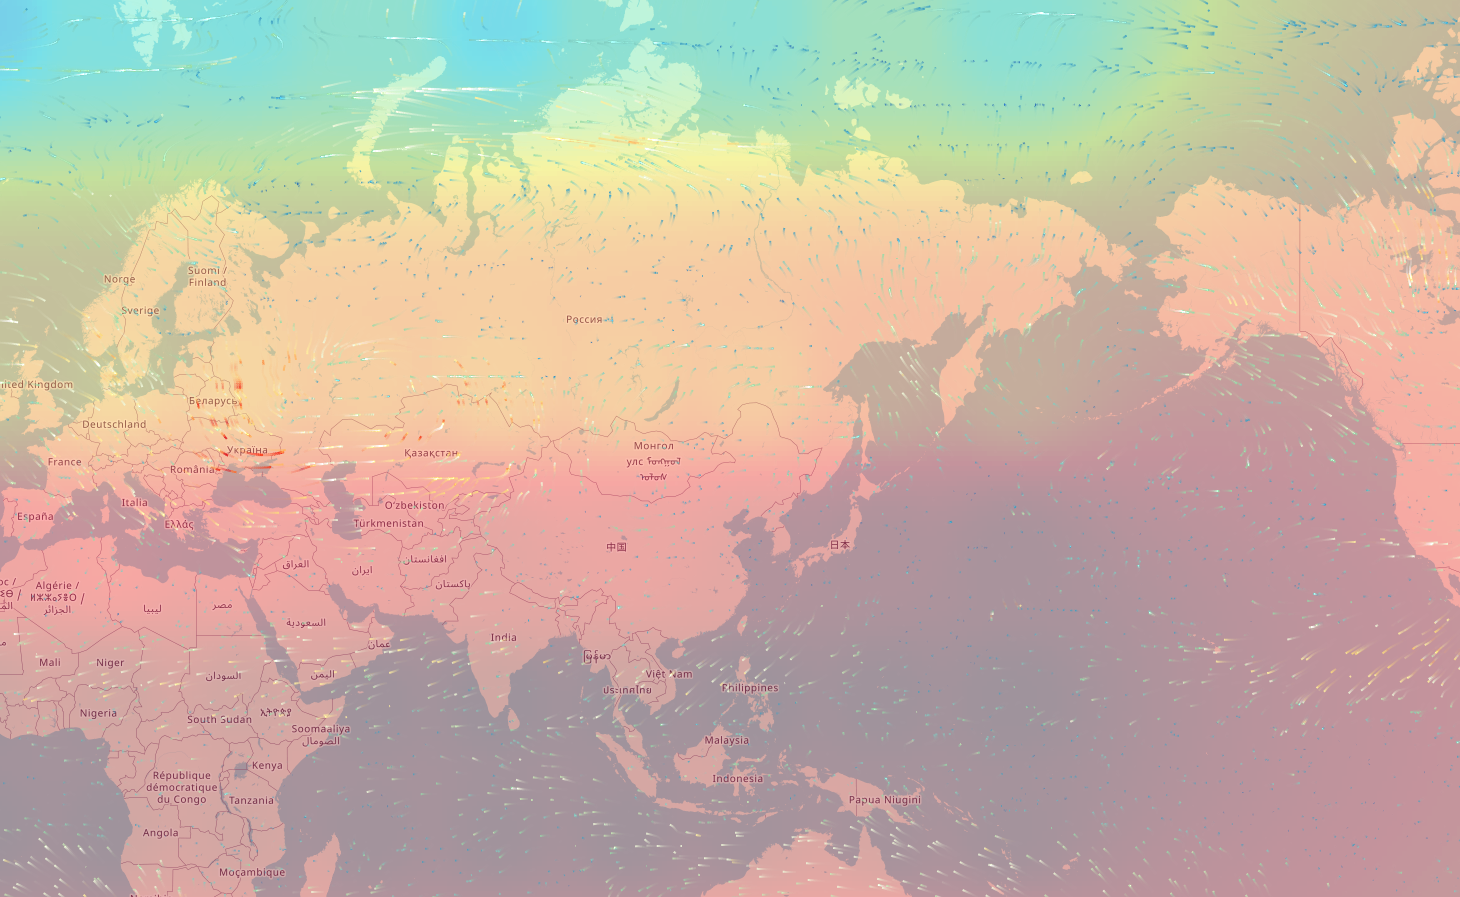 Norge
Suomi /
Finland
Sverige
Россия
United Kingdom
Беларусь
Deutschland
Україна
Қазақстан
Монгол
улс
France
România
Italia
O'zbekiston
España
Ελλάς
Türkmenistan
中国
日本
العراق
ایران
افغانستان
پاکستان
Algérie /
ⵍⵣⵣⴰⵢⴻⵔ /
الجزائر
ليبيا
مصر
السعودية
India
عمان
Mali
Niger
မြန်မာ
السودان
اليمن
Việt Nam
ประเทศไทย
Philippines
Nigeria
South Sudan
ኢትዮጵያ
Soomaaliya
الصومال
Malaysia
Kenya
République
démocratique
du Congo
Indonesia
Tanzania
Papua Niugini
Angola
Moçambique